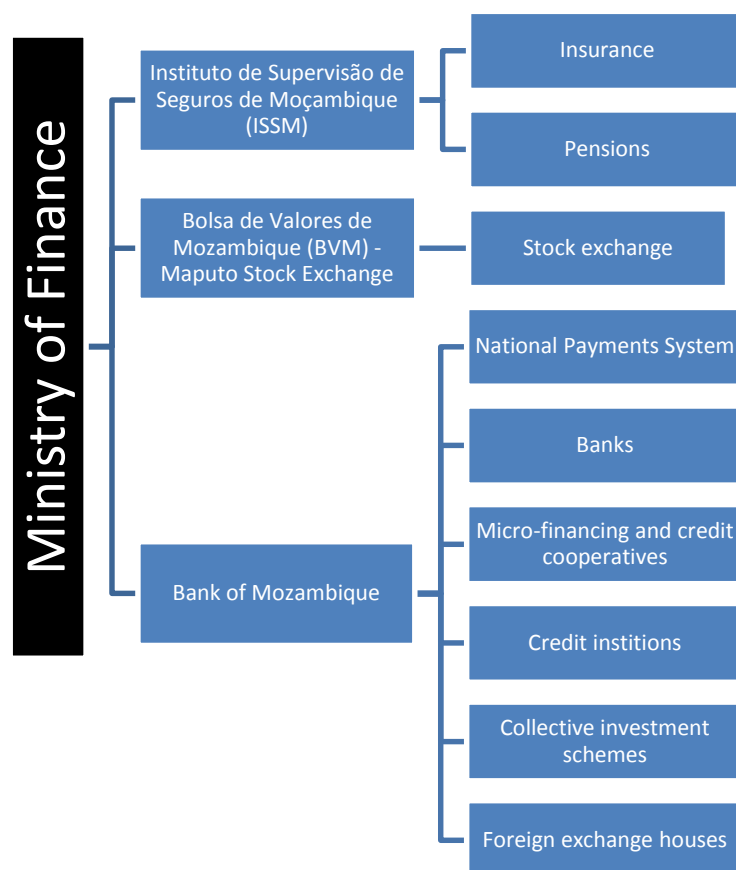 Ministry of Finance
Instituto de Supervisão de
Seguros de Moçambique
(ISSM)
Insurance
Pensions
Bolsa de Valores de
Mozambique (BVM) -
Maputo Stock Exchange
Stock exchange
Bank of Mozambique
National Payments System
Banks
Micro-financing and credit
cooperatives
Credit institions
Collective investment
schemes
Foreign exchange houses